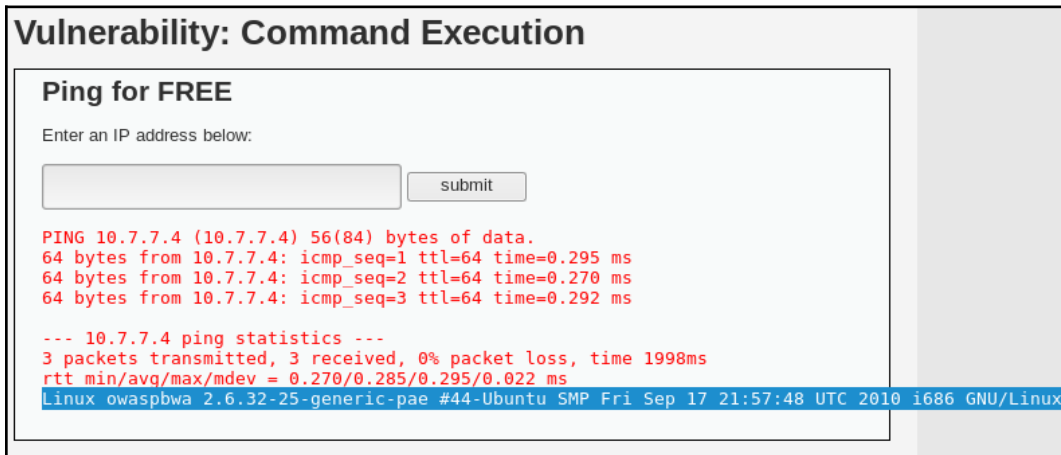 Vulnerability: Command Execution
Ping for FREE
Enter an IP address below:
submit
PING 10.7.7.4 (10.7.7.4) 56(84) bytes of data.
64 bytes from 10.7.7.4: icmp_seq=1 ttl=64 time=0.295 ms
64 bytes from 10.7.7.4: icmp_seq=2 ttl=64 time=0.270 ms
64 bytes from 10.7.7.4: icmp_seq=3 ttl=64 time=0.292 ms
--- 10.7.7.4 ping statistics ---
3 packets transmitted, 3 received, 0% packet loss, time 1998ms
rtt min/avg/max/mdev = 0.270/0.285/0.295/0.022 ms
Linux owaspbwa 2.6.32-25-generic-pae #44-Ubuntu SMP Fri Sep 17 21:57:48 UTC 2010 i686 GNU/Linux